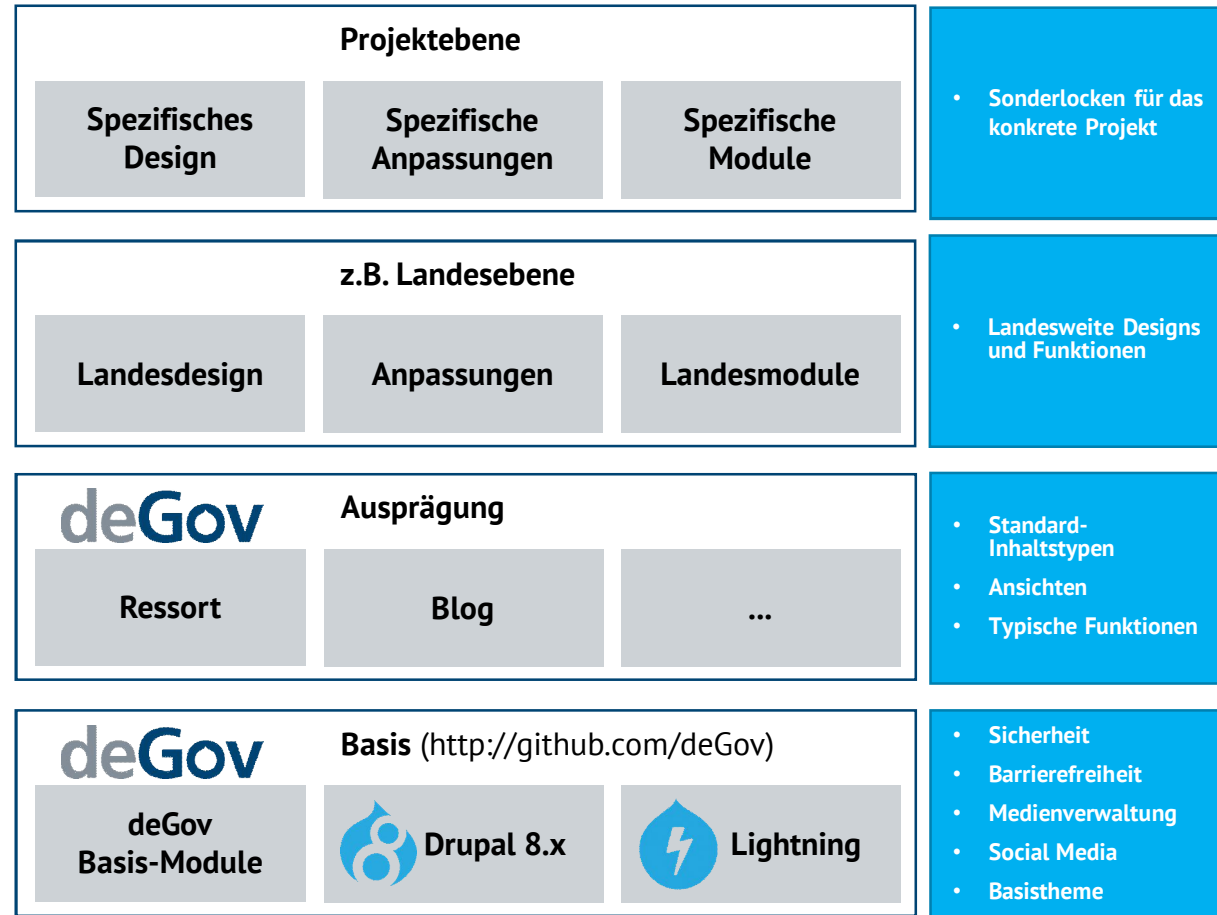 Projektebene
Spezifisches
Design
Spezifische
Anpassungen
Spezifische
Module
• Sonderlocken für das
konkrete Projekt
z.B. Landesebene
Landesdesign
Anpassungen
Landesmodule
• Landesweite Designs
und Funktionen
deGov
Ausprägung
Ressort
Blog
...
• Standard-
Inhaltstypen
• Ansichten
• Typische Funktionen
deGov
Basis (http://github.com/deGov)
deGov
Basis-Module
8 Drupal 8.x
Lightning
• Sicherheit
• Barrierefreiheit
• Medienverwaltung
• Social Media
• Basistheme